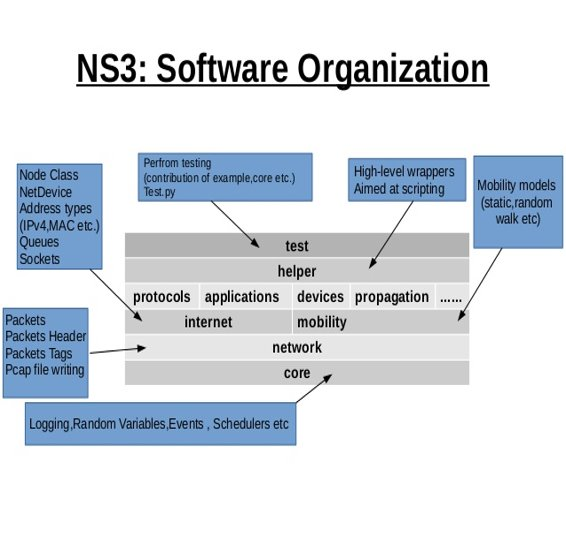 NS3: Software Organization
Node Class
NetDevice
Address types
(IPv4,MAC etc.)
Queues
Sockets
Perfrom testing
(contribution of example,core etc.)
Test.py
High-level wrappers
Aimed at scripting
Mobility models
(static,random
walk etc)
test
helper
protocols applications devices propagation ......
internet mobility
network
core
Packets
Packets Header
Packets Tags
Pcap file writing
Logging,Random Variables,Events , Schedulers etc